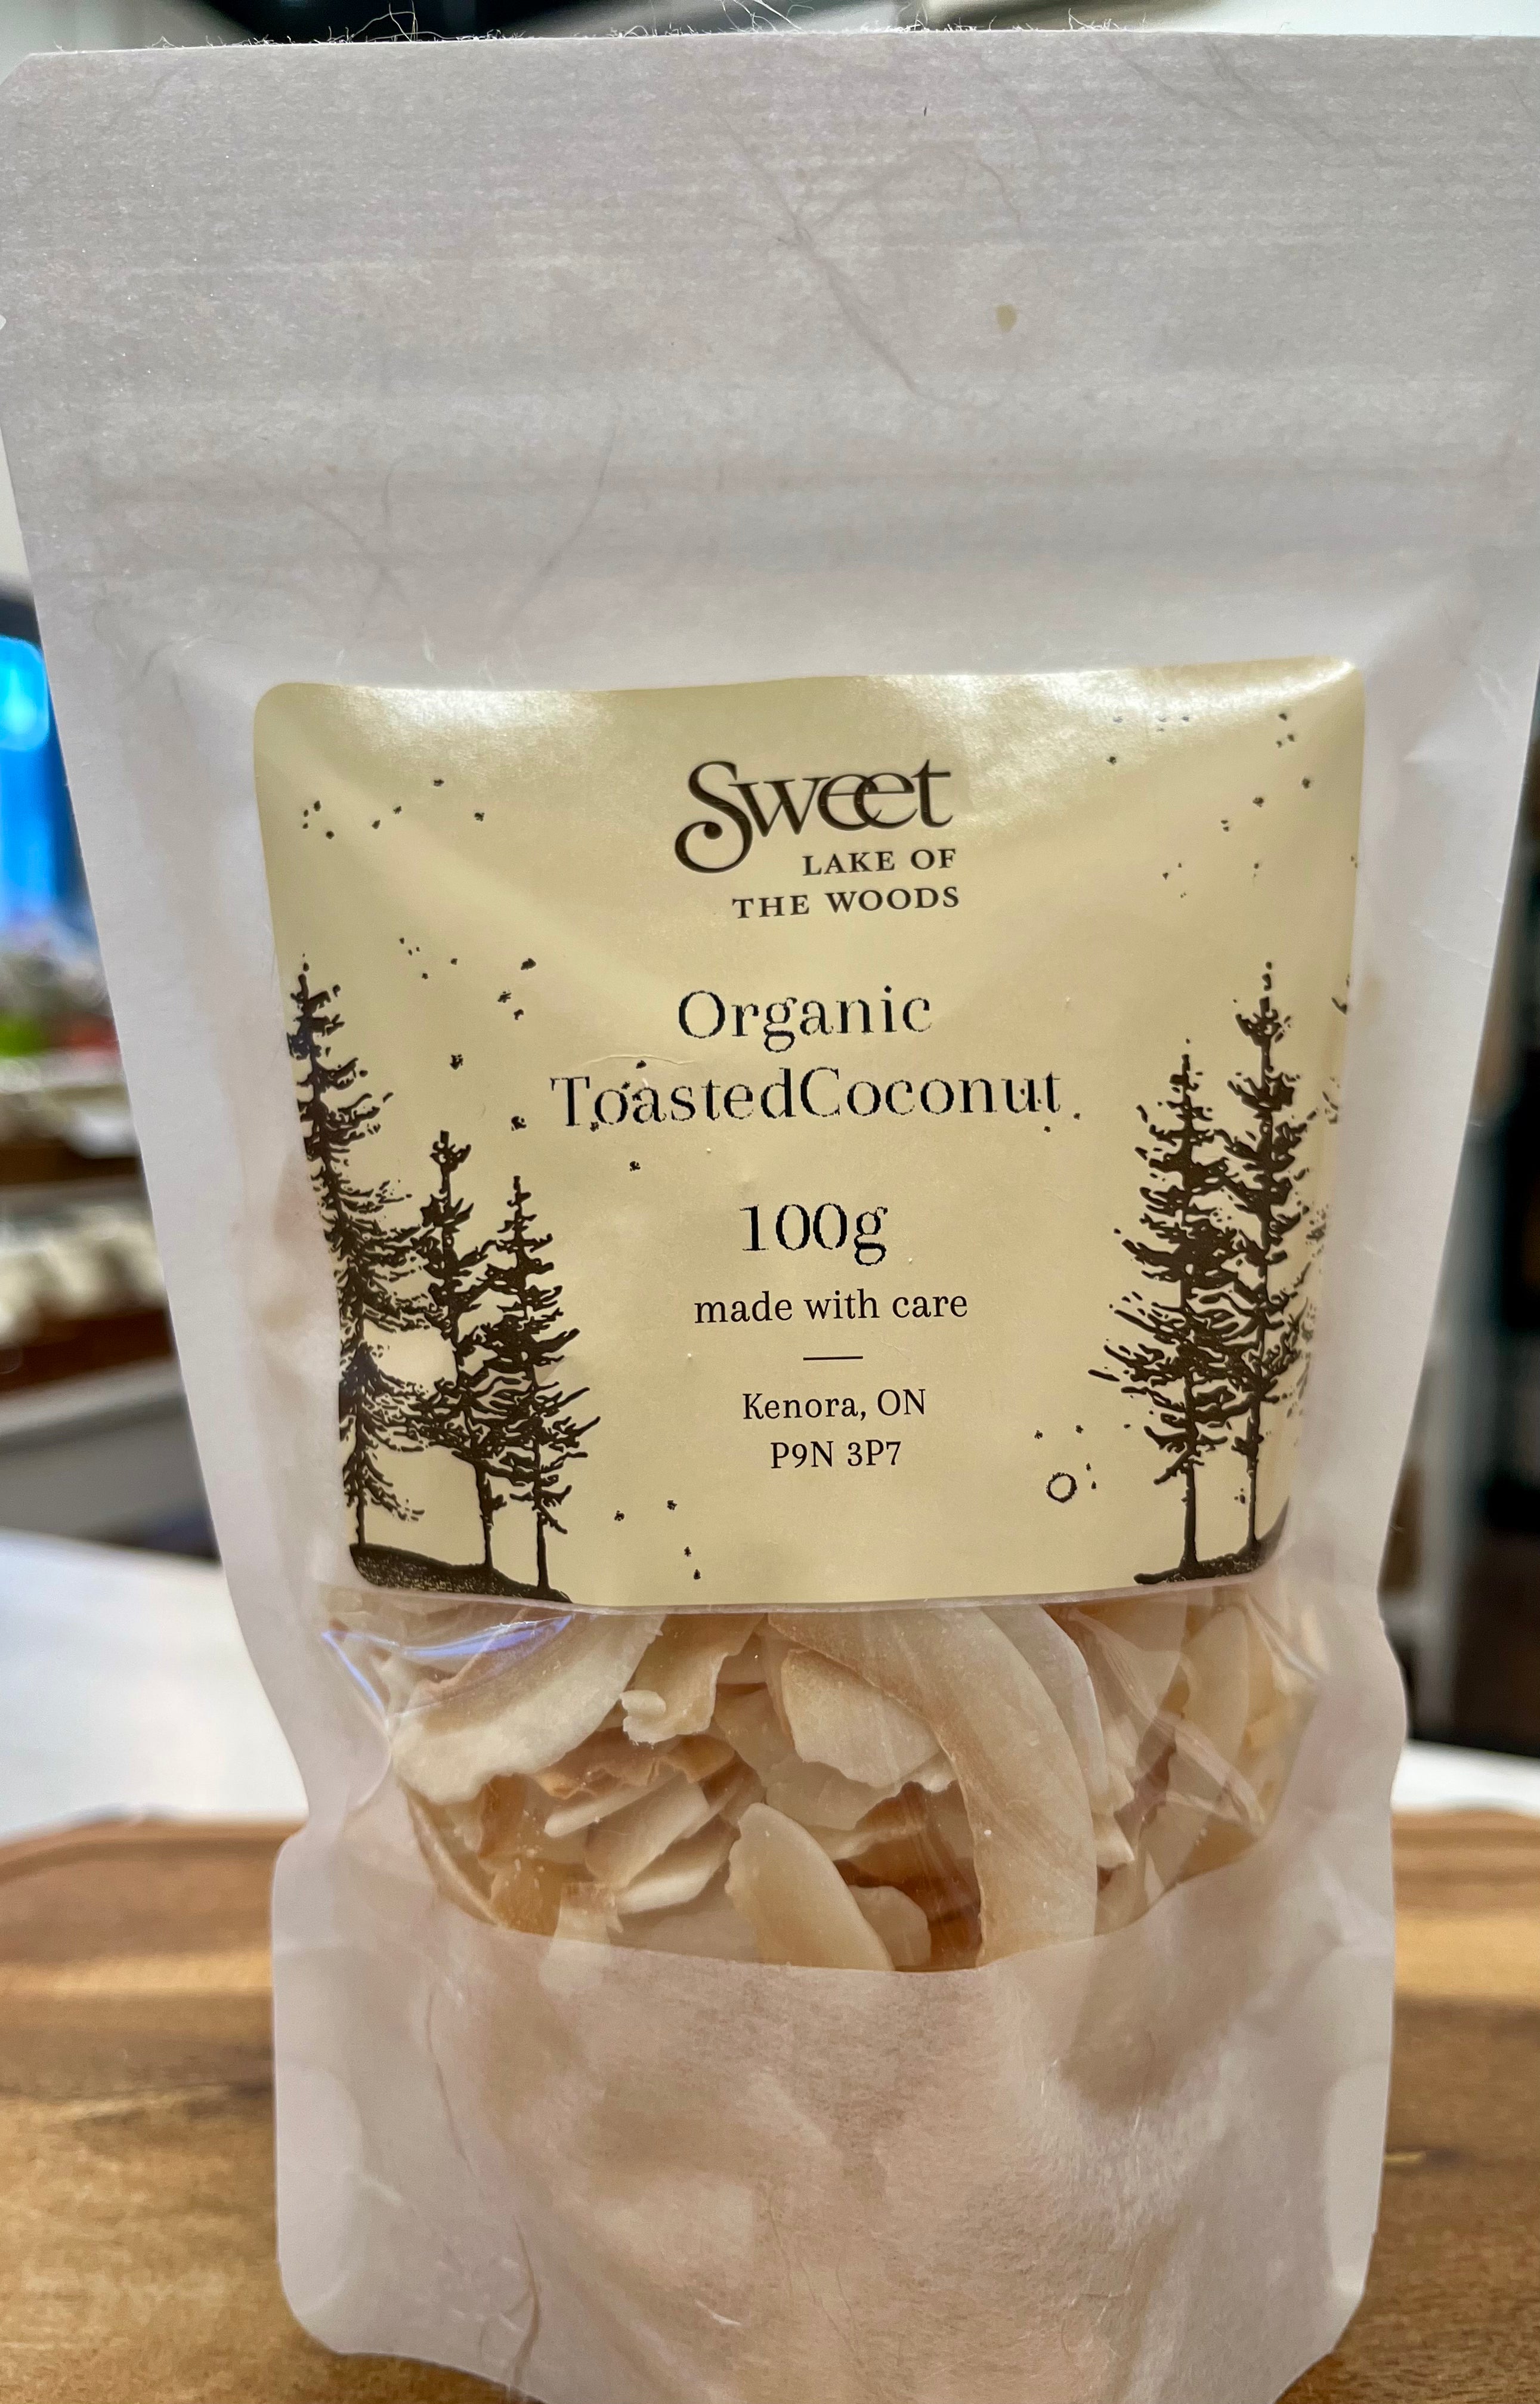 Sweet
LAKE OF
THE WOODS
Organic
ToastedCoconut
100g
made with care
Kenora, ON
P9N 3P7